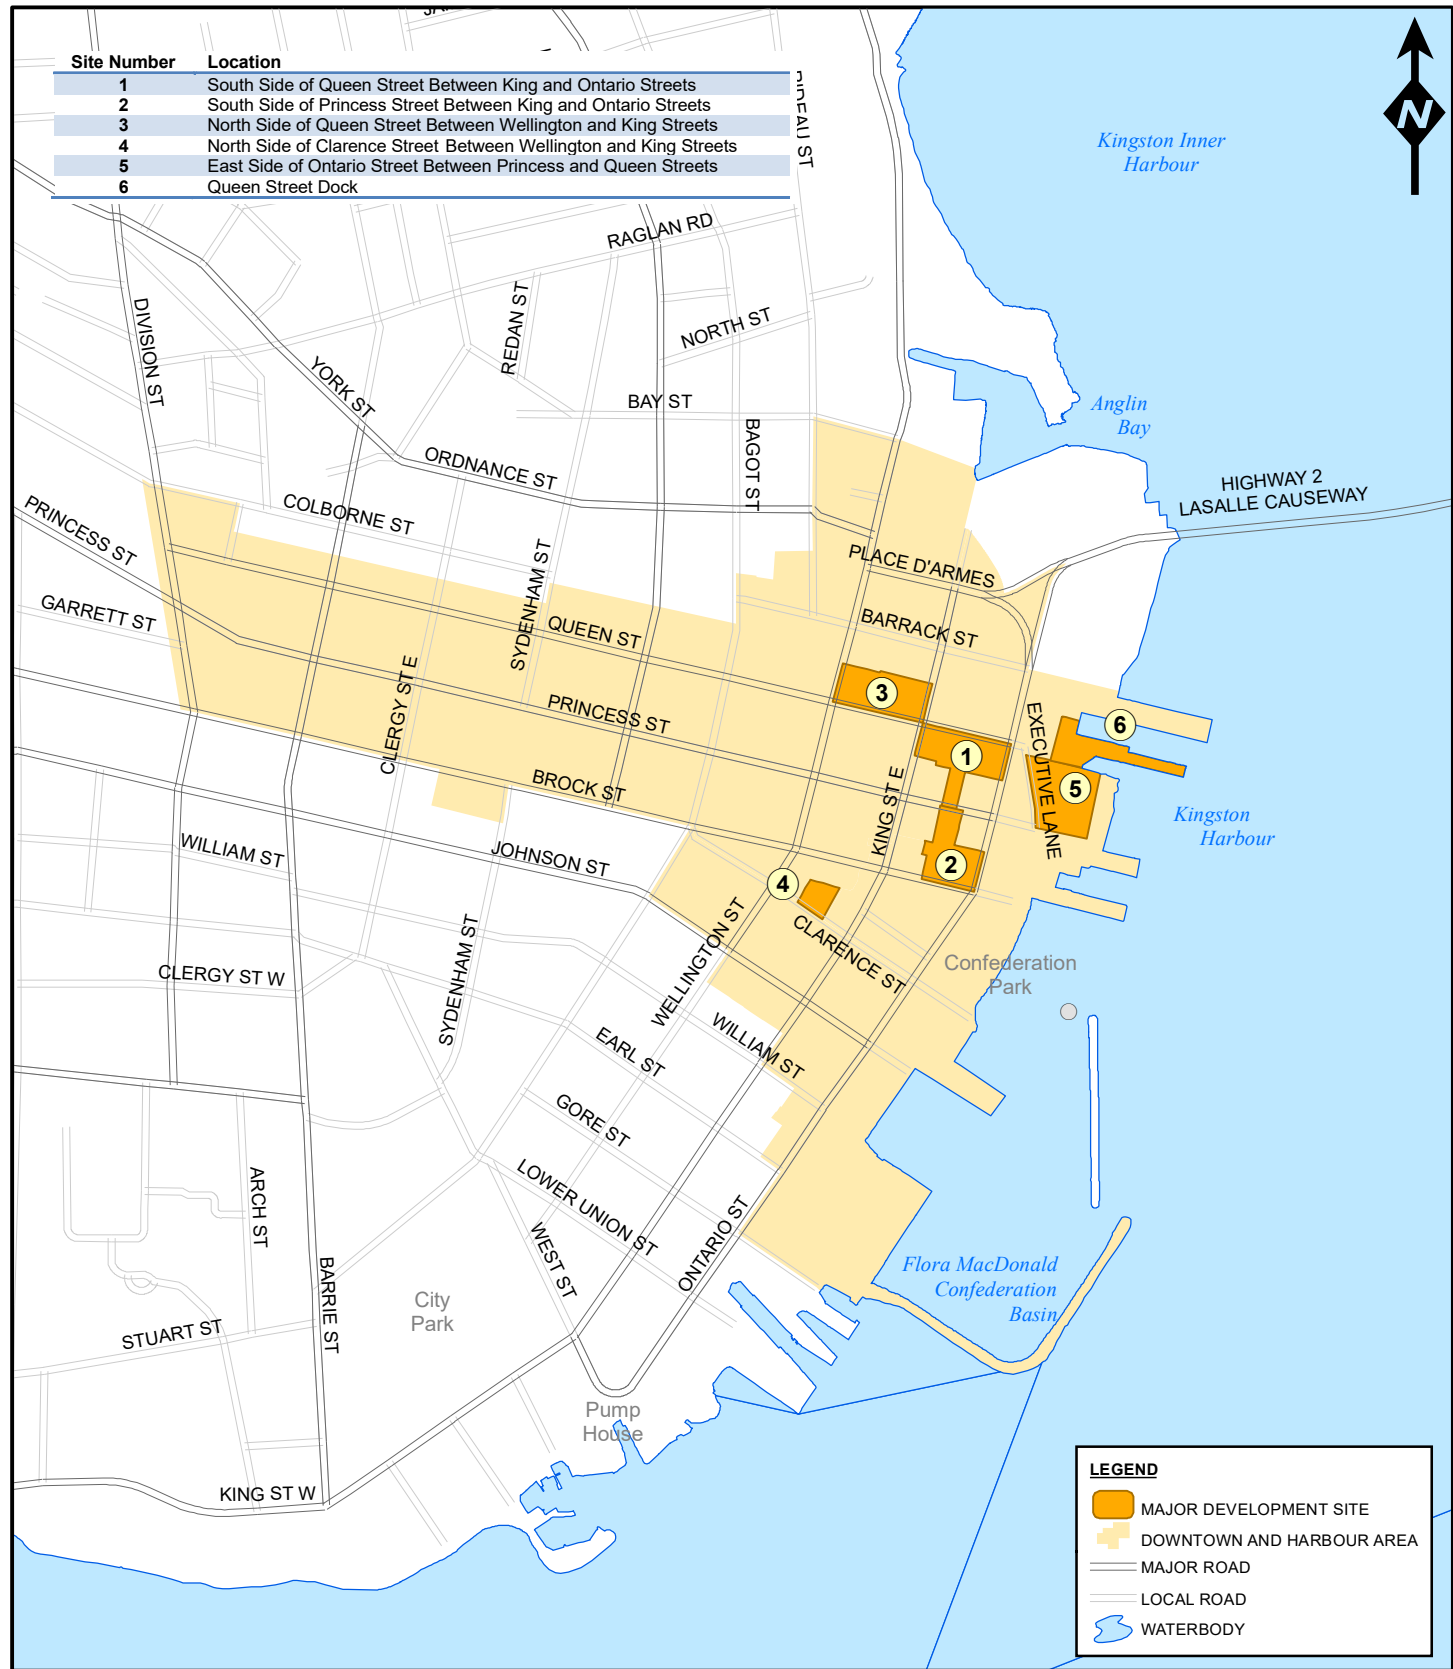 Site Number Location
1 South Side of Queen Street Between King and Ontario Streets
2 South Side of Princess Street Between King and Ontario Streets
3 North Side of Queen Street Between Wellington and King Streets
4 North Side of Clarence Street Between Wellington and King Streets
5 East Side of Ontario Street Between Princess and Queen Streets
6 Queen Street Dock
N
Kingston Inner
Harbour
RAGLAN RD
DIVISION ST
REDAN ST
NORTH ST
YORK ST
BAY ST
Anglin
Bay
BAGOT ST
ORDNANCE ST
HIGHWAY 2
LASALLE CAUSEWAY
COLBORNE ST
PRINCESS ST
PLACE D'ARMES
SYDENHAM ST
GARRETT ST
QUEEN ST
BARRACK ST
CLERGY ST E
3
PRINCESS ST
EXECUTIVE LANE
6
1
5
BROCK ST
KING ST E
Kingston
Harbour
WILLIAM ST
JOHNSON ST
2
4
CLARENCE ST
WELLINGTON ST
SYDENHAM ST
CLERGY ST W
Confederation
Park
WILLIAM ST
EARL ST
GORE ST
ARCH ST
LOWER UNION ST
WEST ST
ONTARIO ST
BARRIE ST
Flora MacDonald
Confederation
Basin
City
Park
STUART ST
Pump
House
KING ST W
LEGEND
MAJOR DEVELOPMENT SITE
DOWNTOWN AND HARBOUR AREA
MAJOR ROAD
LOCAL ROAD
WATERBODY